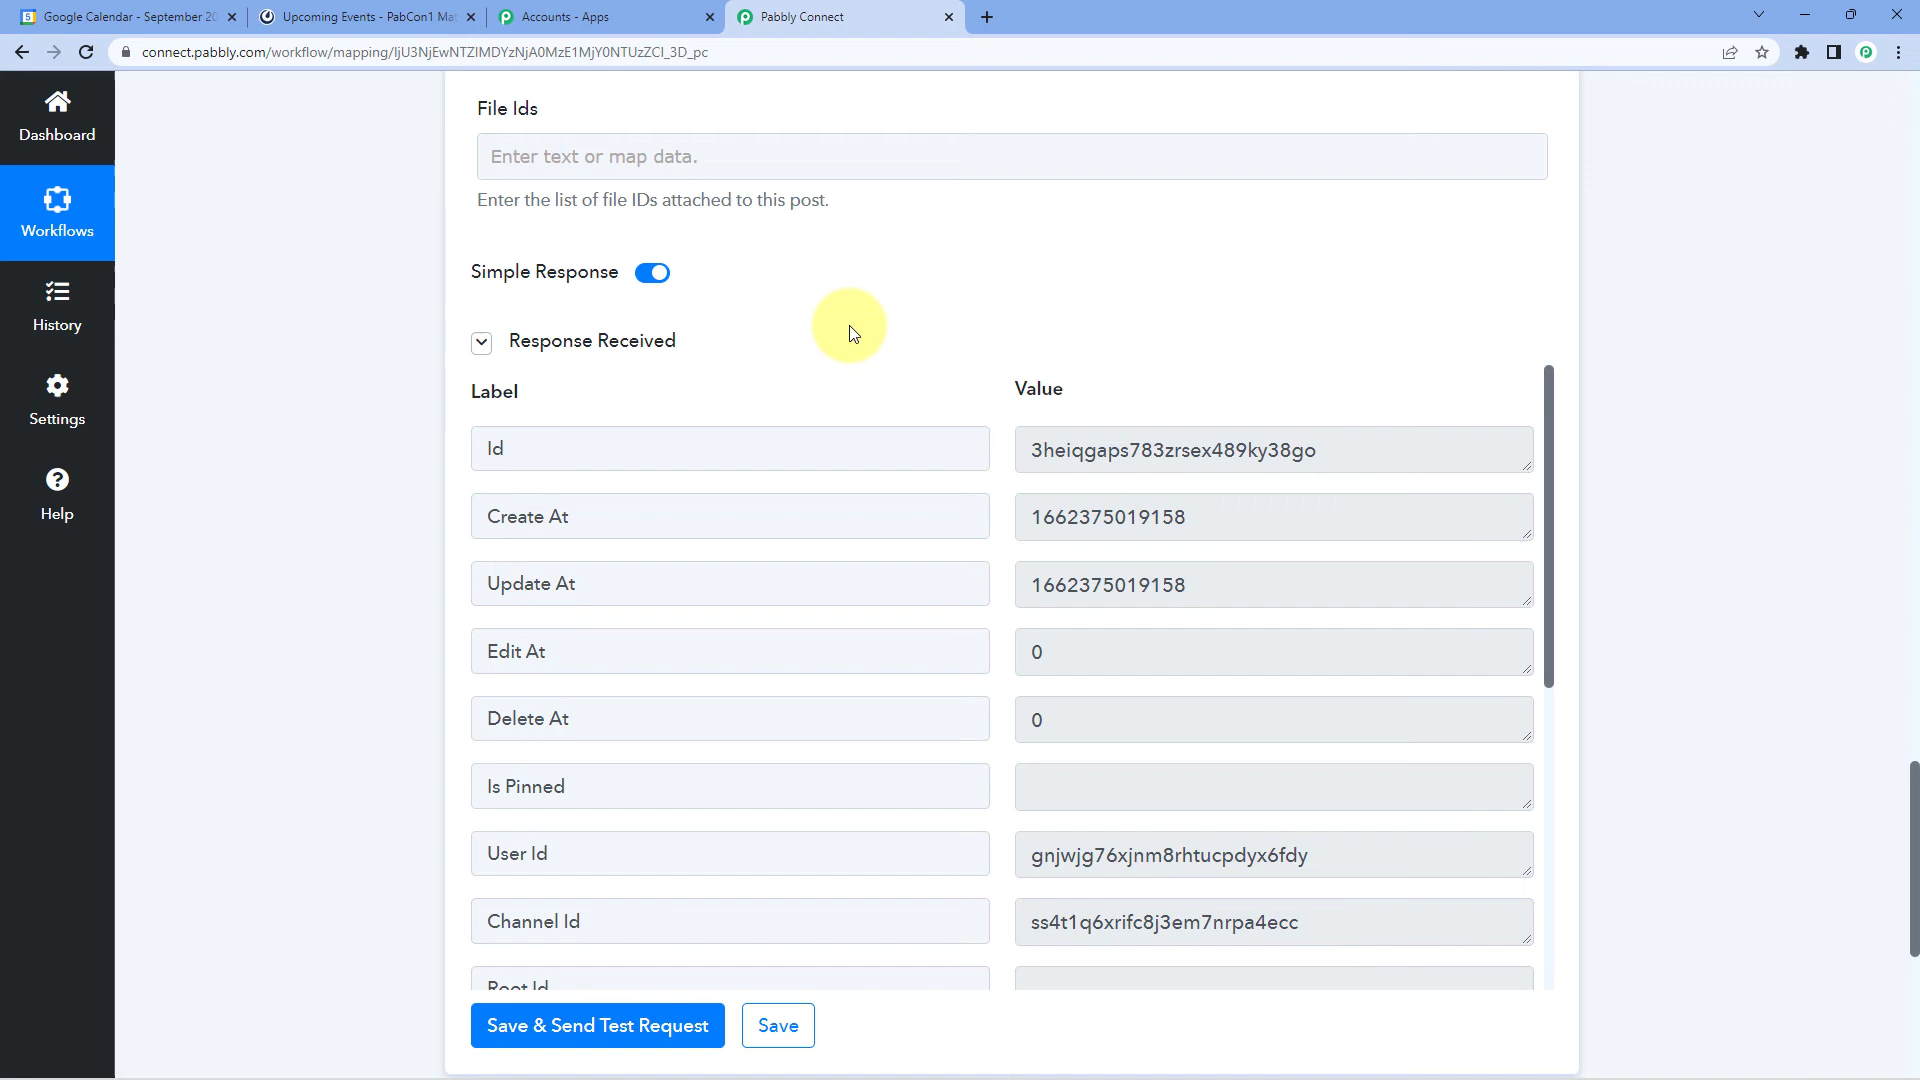 Google Calendar - September 20
Upcoming Events - PabCon1 Mat
Accounts - Apps
Pabbly Connect
connect.pabbly.com/workflow/mapping/IjU3NjEwNTZlMDYzNjA0MzE1MjY0NTUzZCI_3D_pc
Dashboard
Workflows
History
Settings
Help
File Ids
Enter text or map data.
Enter the list of file IDs attached to this post.
Simple Response
Response Received
Label Value
Id 3heiqgaps783zrsex489ky38go
Create At 1662375019158
Update At 1662375019158
Edit At 0
Delete At 0
Is Pinned
User Id gnjwjg76xjnm8rhtucpdyx6fdy
Channel Id ss4t1q6xrifc8j3em7nrpa4ecc
Root Id
Save & Send Test Request Save